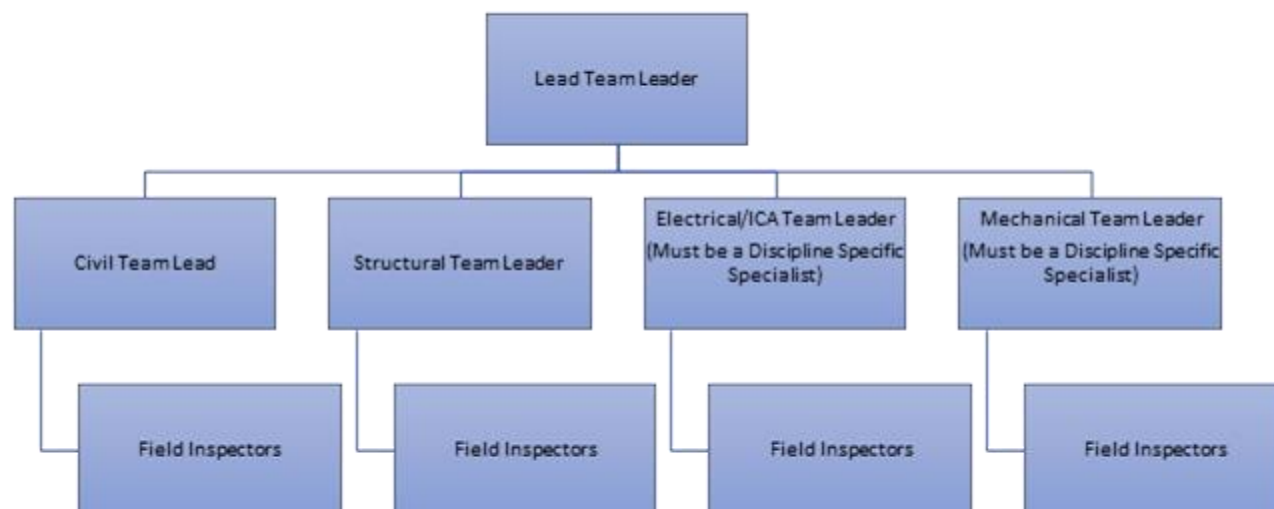 Lead Team Leader
Civil Team Lead
Structural Team Leader
Electrical/ICA Team Leader
(Must be a Discipline Specific
Specialist)
Mechanical Team Leader
(Must be a Discipline Specific
Specialist)
Field Inspectors
Field Inspectors
Field Inspectors
Field Inspectors